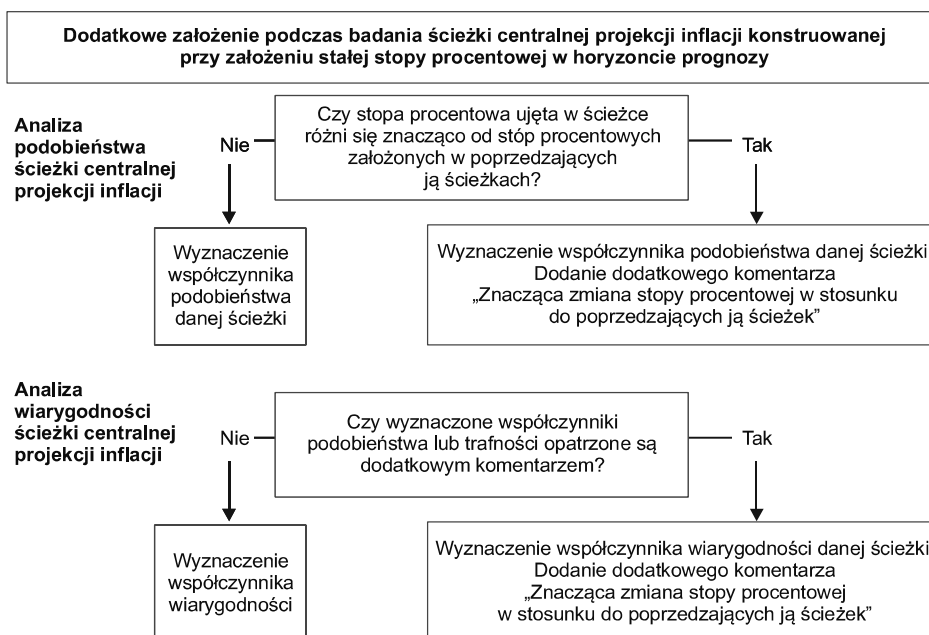 Dodatkowe założenie podczas badania ścieżki centralnej projekcji inflacji konstruowanej
przy założeniu stałej stopy procentowej w horyzoncie prognozy
Analiza
podobieństwa
ścieżki centralnej
projekcji inflacji
Nie
Czy stopa procentowa ujęta w ścieżce
różni się znacząco od stóp procentowych
założonych w poprzedzających
ją ścieżkach?
Tak
Wyznaczenie
współczynnika
podobieństwa
danej ścieżki
Wyznaczenie współczynnika podobieństwa danej ścieżki
Dodanie dodatkowego komentarza
„Znacząca zmiana stopy procentowej w stosunku
do poprzedzających ją ścieżek”
Analiza
wiarygodności
ścieżki centralnej
projekcji inflacji
Nie
Czy wyznaczone współczynniki
podobieństwa lub trafności opatrzone są
dodatkowym komentarzem?
Tak
Wyznaczenie
współczynnika
wiarygodności
Wyznaczenie współczynnika wiarygodności danej ścieżki
Dodanie dodatkowego komentarza
„Znacząca zmiana stopy procentowej
w stosunku do poprzedzających ją ścieżek”